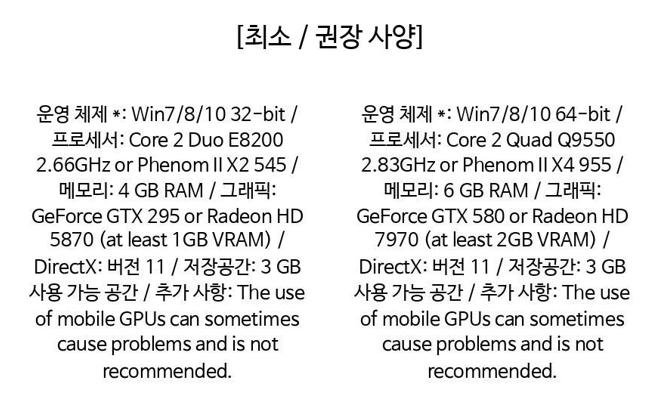 [최소 / 권장 사양]
운영 체제 *: Win7/8/10 32-bit /
프로세서: Core 2 Duo E8200
2.66GHz or Phenom II X2 545 /
메모리: 4 GB RAM / 그래픽:
GeForce GTX 295 or Radeon HD
5870 (at least 1GB VRAM) /
DirectX: 버전 11 / 저장공간: 3 GB
사용 가능 공간 / 추가 사항: The use
of mobile GPUs can sometimes
cause problems and is not
recommended.
운영 체제 *: Win7/8/10 64-bit /
프로세서: Core 2 Quad Q9550
2.83GHz or Phenom II X4 955 /
메모리: 6 GB RAM / 그래픽:
GeForce GTX 580 or Radeon HD
7970 (at least 2GB VRAM) /
DirectX: 버전 11 / 저장공간: 3 GB
사용 가능 공간 / 추가 사항: The use
of mobile GPUs can sometimes
cause problems and is not
recommended.